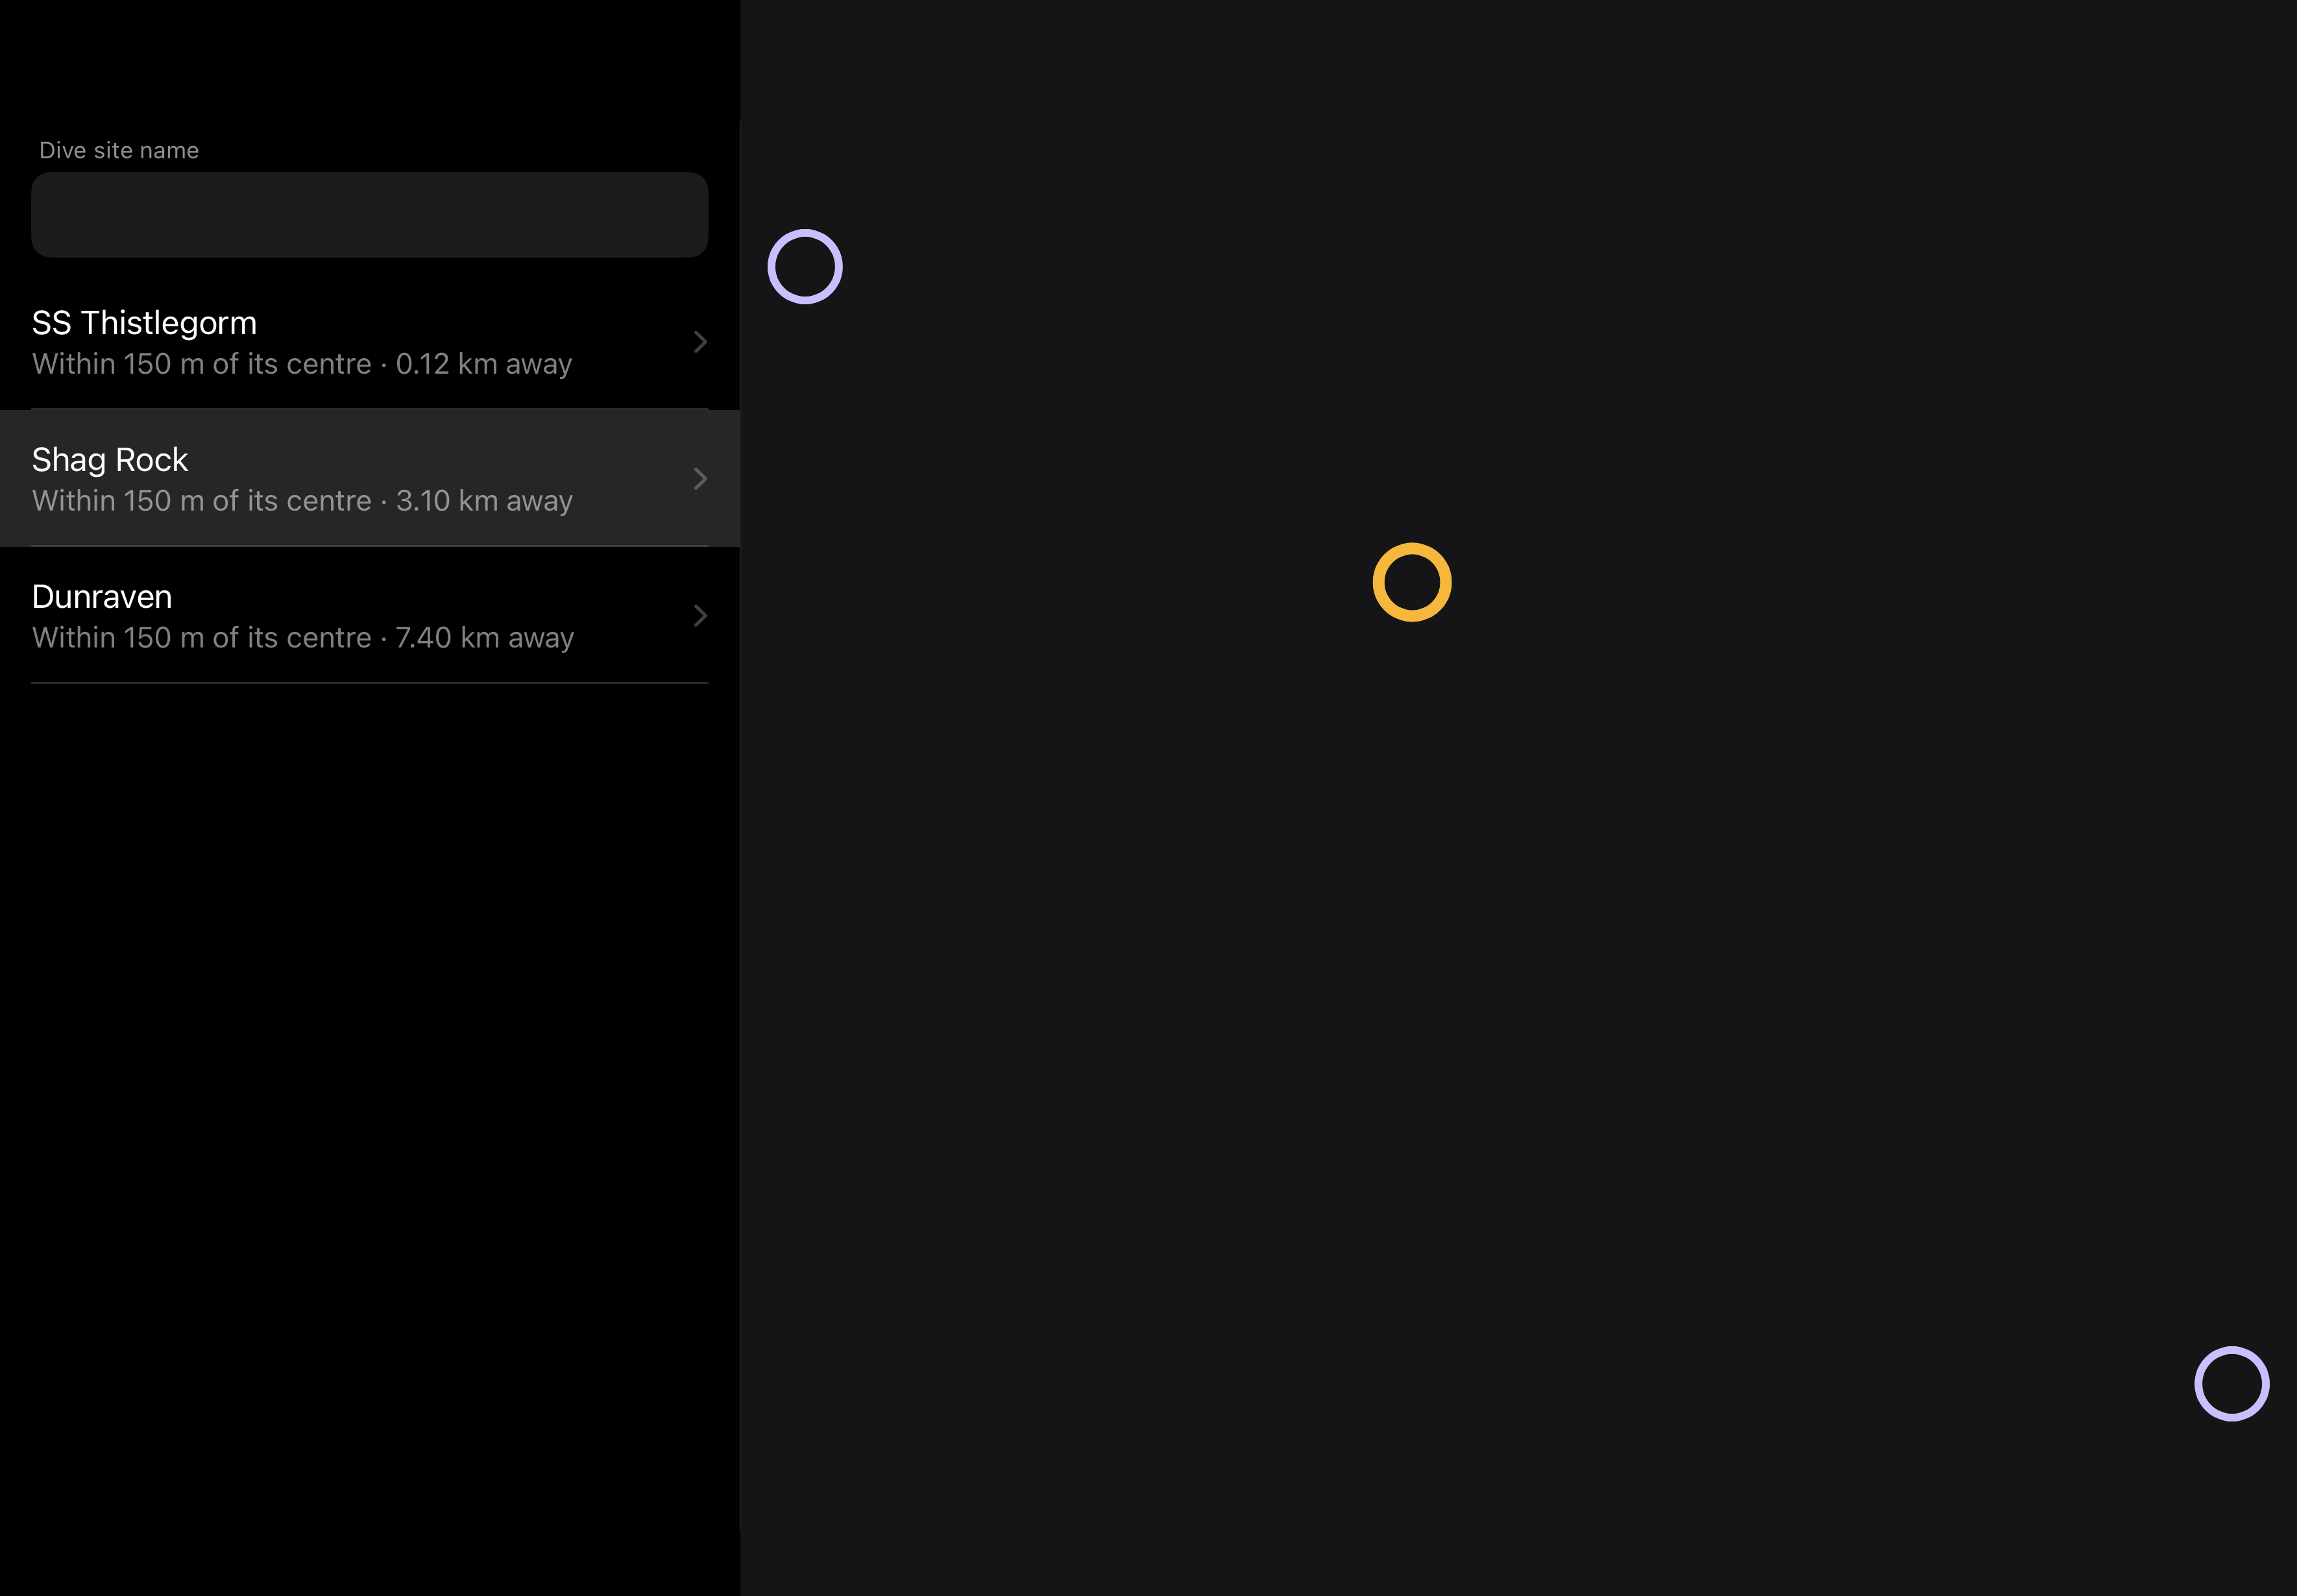 Dive site name
SS Thistlegorm
Within 150 m of its centre · 0.12 km away
Shag Rock
Within 150 m of its centre · 3.10 km away
Dunraven
Within 150 m of its centre · 7.40 km away